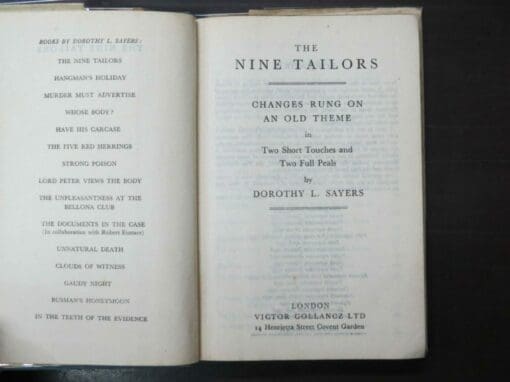 BOOKS BY DOROTHY L. SAYERS:
THE NINE TAILORS
HANGMAN'S HOLIDAY
MURDER MUST ADVERTISE
WHOSE BODY?
HAVE HIS CARCASE
THE FIVE RED HERRINGS
STRONG POISON
LORD PETER VIEWS THE BODY
THE UNPLEASANTNESS AT THE
BELLONA CLUB
THE DOCUMENTS IN THE CASE
(In collaboration with Robert Eustace)
UNNATURAL DEATH
CLOUDS OF WITNESS
GAUDY NIGHT
BUSMAN'S HONEYMOON
IN THE TEETH OF THE EVIDENCE
THE
NINE TAILORS
CHANGES RUNG ON
AN OLD THEME
in
Two Short Touches and
Two Full Peals
by
DOROTHY L. SAYERS
LONDON
VICTOR GOLLANCZ LTD
14 Henrietta Street Covent Garden